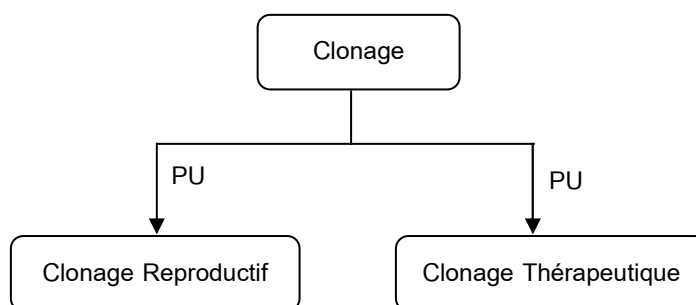 Clonage
PU
PU
Clonage Reproductif
Clonage Thérapeutique